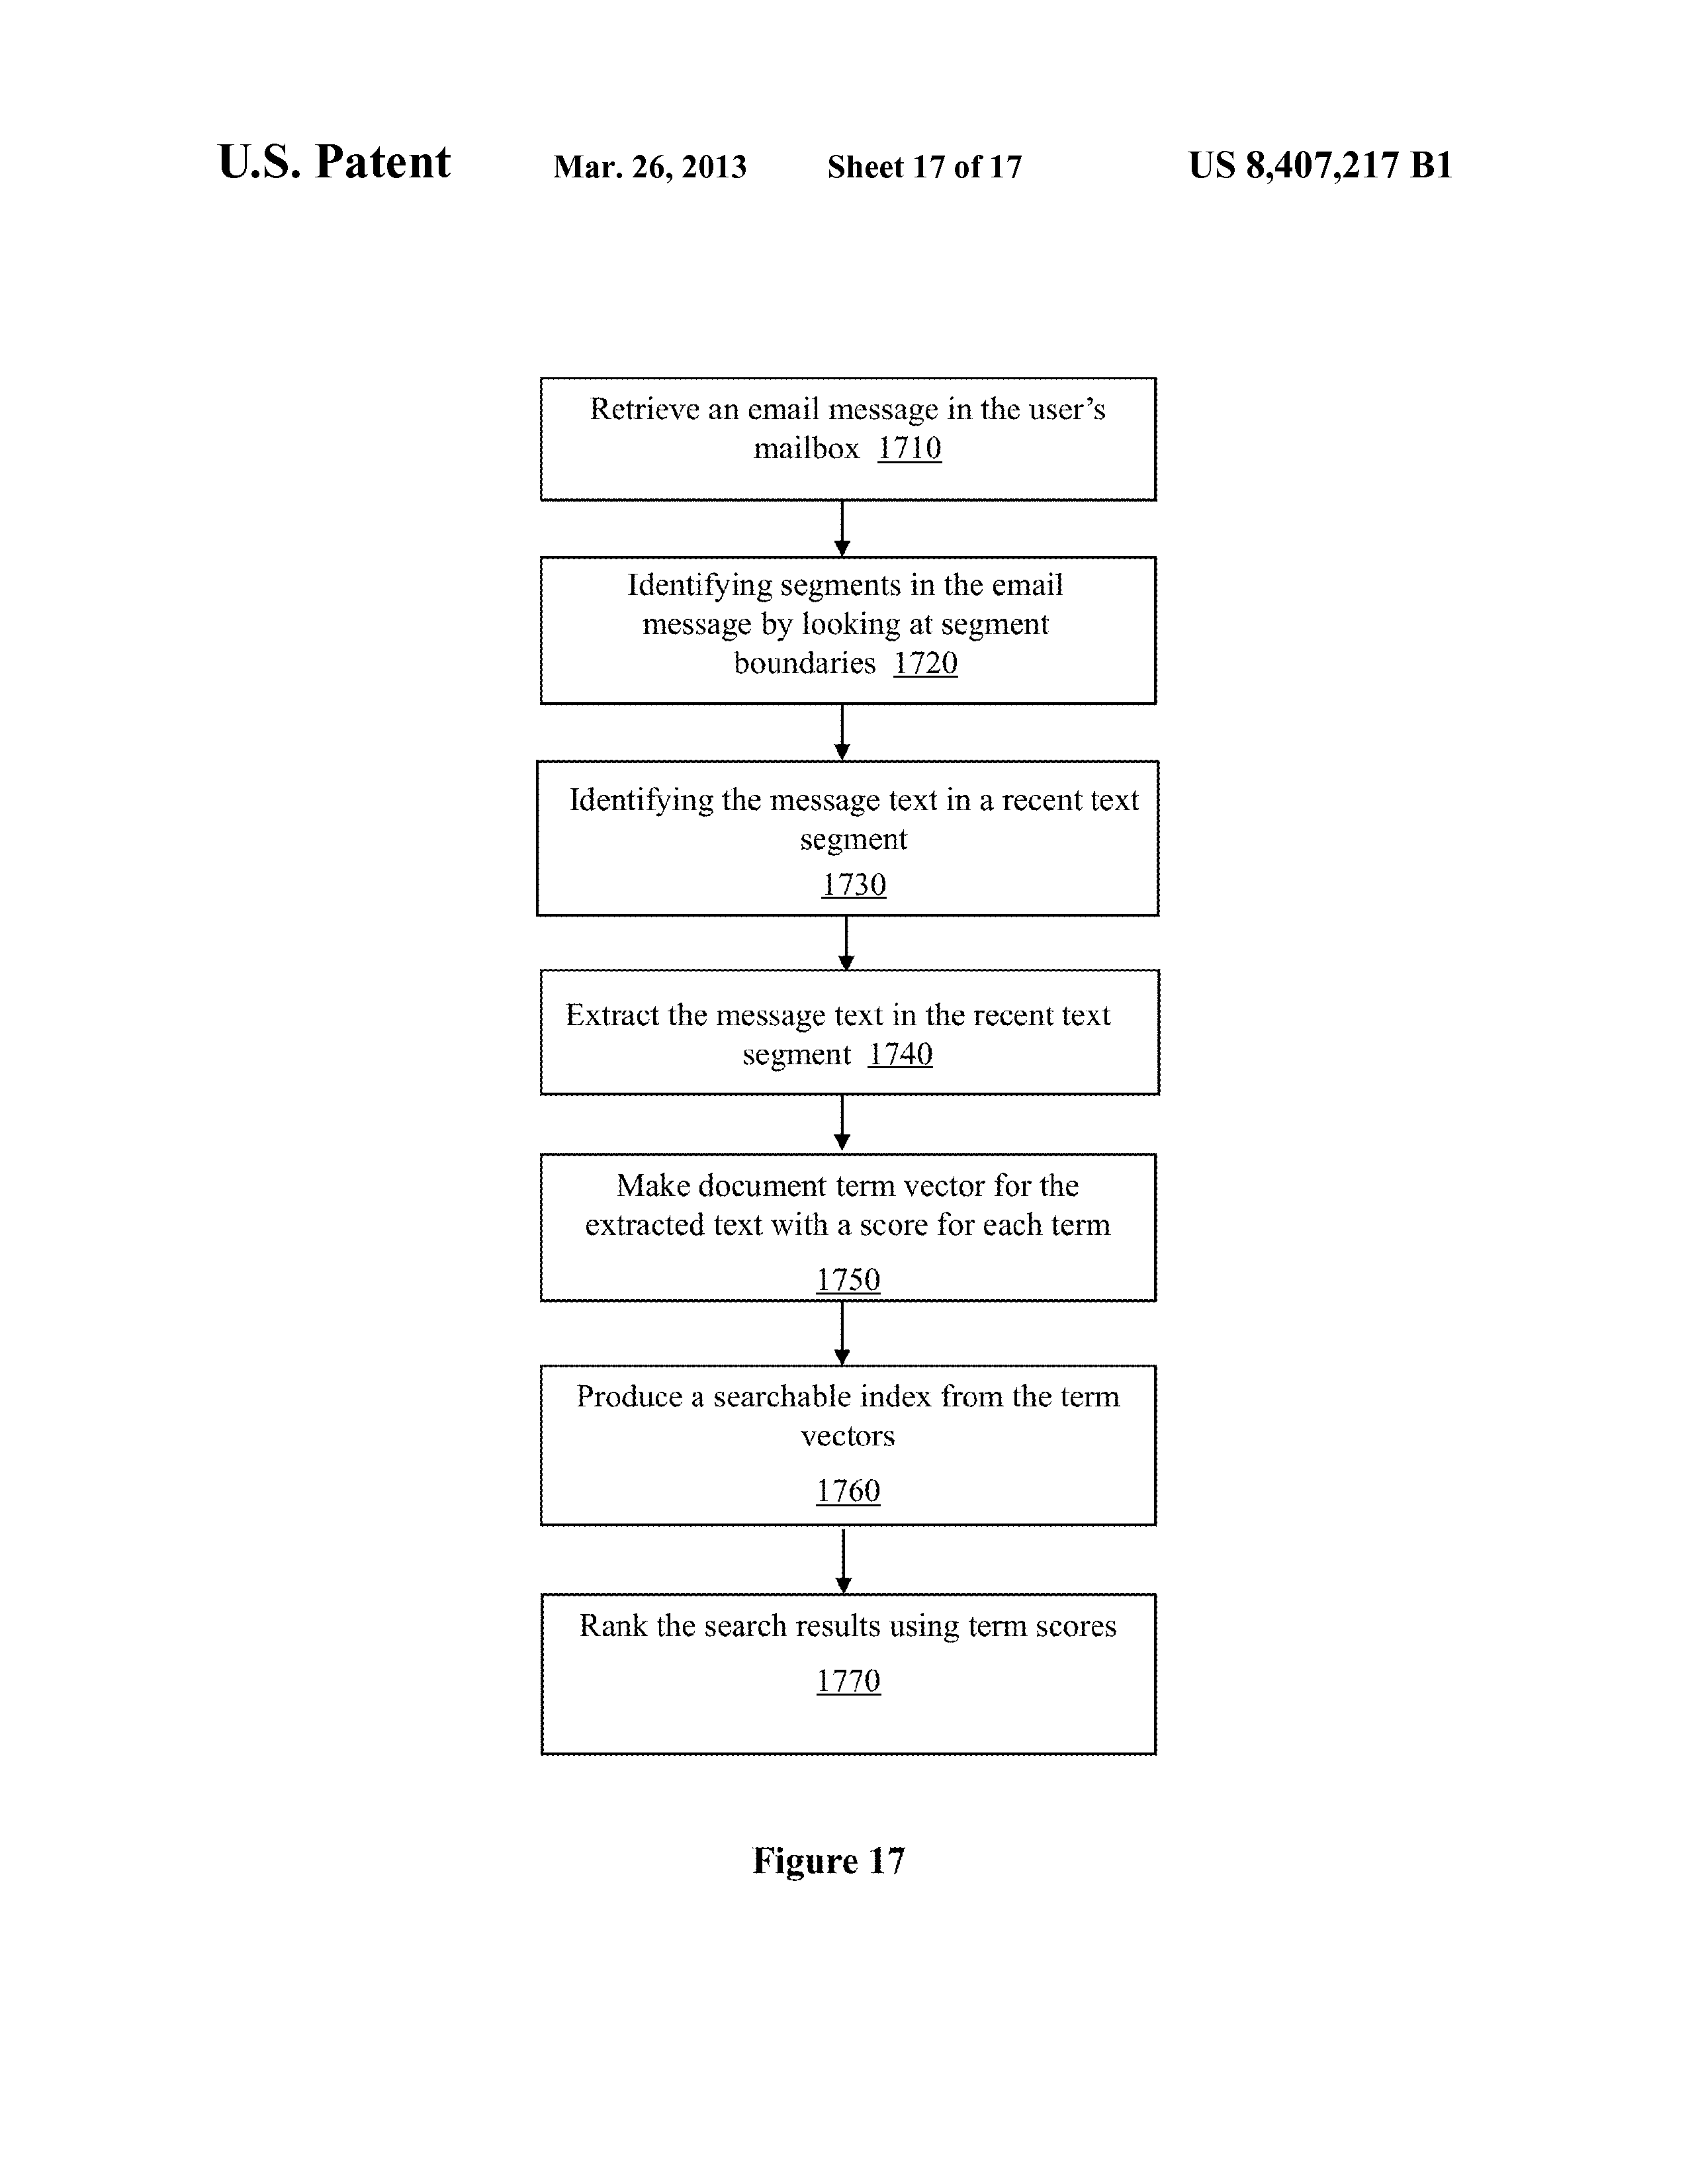 U.S. Patent Mar. 26, 2013 Sheet 17 of 17 US 8,407,217 B1
Retrieve an email message in the user’s
mailbox 1710
Identifying segments in the email
message by looking at segment
boundaries 1720
Identifying the message text in a recent text
segment
1730
Extract the message text in the recent text
segment 1740
Make document term vector for the
extracted text with a score for each term
1750
Produce a searchable index from the term
vectors
1760
Rank the search results using term scores
1770
Figure 17